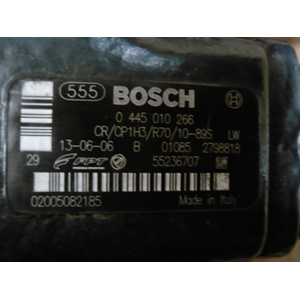 555 BOSCH
0 445 010 266
CR/CP1H3/R70/10-89S LW
13-06-06 B 01085 2798818
29 FPT 55236707
02005082185 Made in Italy